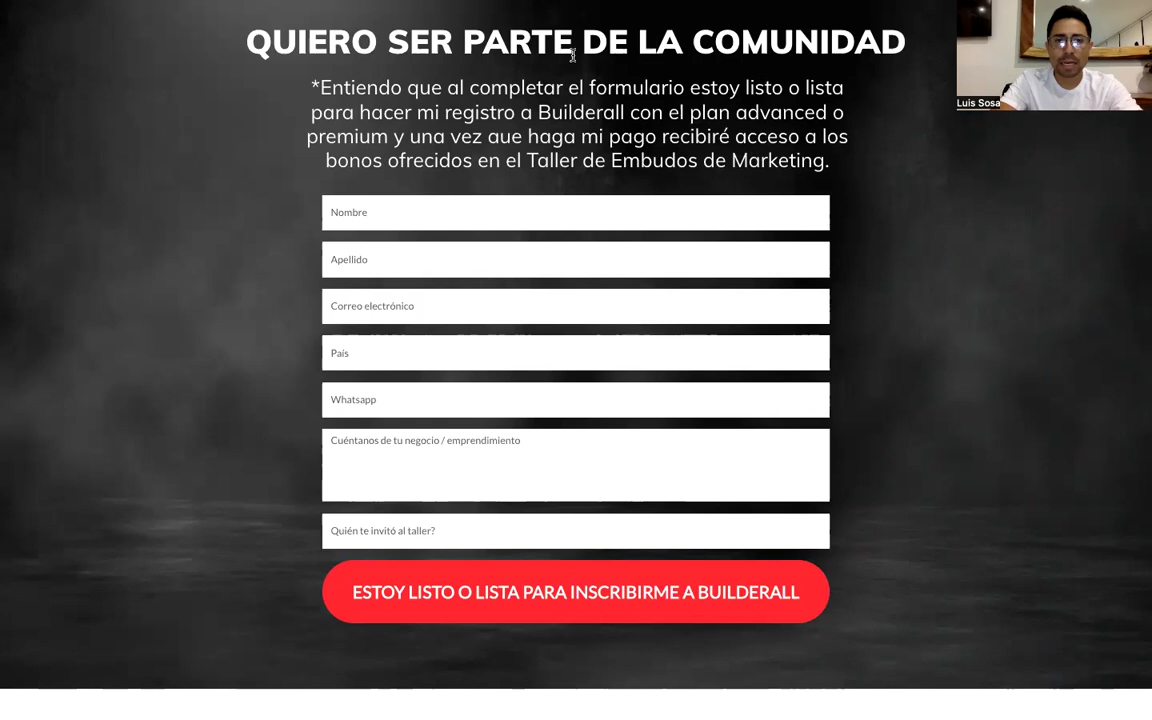 QUIERO SER PARTE DE LA COMUNIDAD
*Entiendo que al completar el formulario estoy listo o lista
para hacer mi registro a Builderall con el plan advanced o
premium y una vez aue haga mi pago recibiré acceso a los
bonos ofrecidos en el Taller de Embudos de Marketing.
Luis Sosa
Nombre
Apellido
Correo electrónico
País
Whatsapp
Cuéntanos de tu negocio / emprendimiento
Quién te invitó al taller?
ESTOY LISTO O LISTA PARA INSCRIBIRME A BUILDERALL